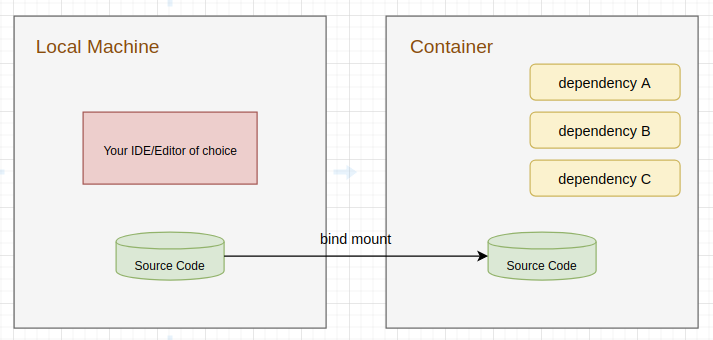 Local Machine
Your IDE/Editor of choice
Source Code
bind mount
Container
dependency A
dependency B
dependency C
Source Code